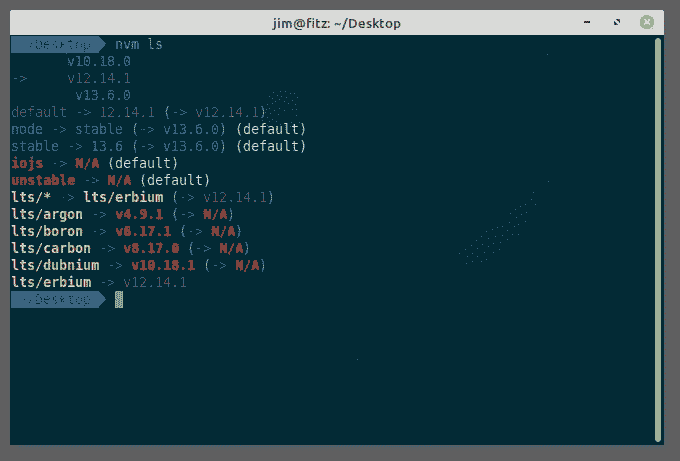 jim@fitz: ~/Desktop
~/Desktop nvm ls
v10.18.0
-> v12.14.1
v13.6.0
default -> 12.14.1 (-> v12.14.1)
node -> stable (-> v13.6.0) (default)
stable -> 13.6 (-> v13.6.0) (default)
iojs -> N/A (default)
unstable -> N/A (default)
lts/* -> lts/erbium (-> v12.14.1)
lts/argon -> v4.9.1 (-> N/A)
lts/boron -> v6.17.1 (-> N/A)
lts/carbon -> v8.17.0 (-> N/A)
lts/dubnium -> v10.18.1 (-> N/A)
lts/erbium -> v12.14.1
~/Desktop